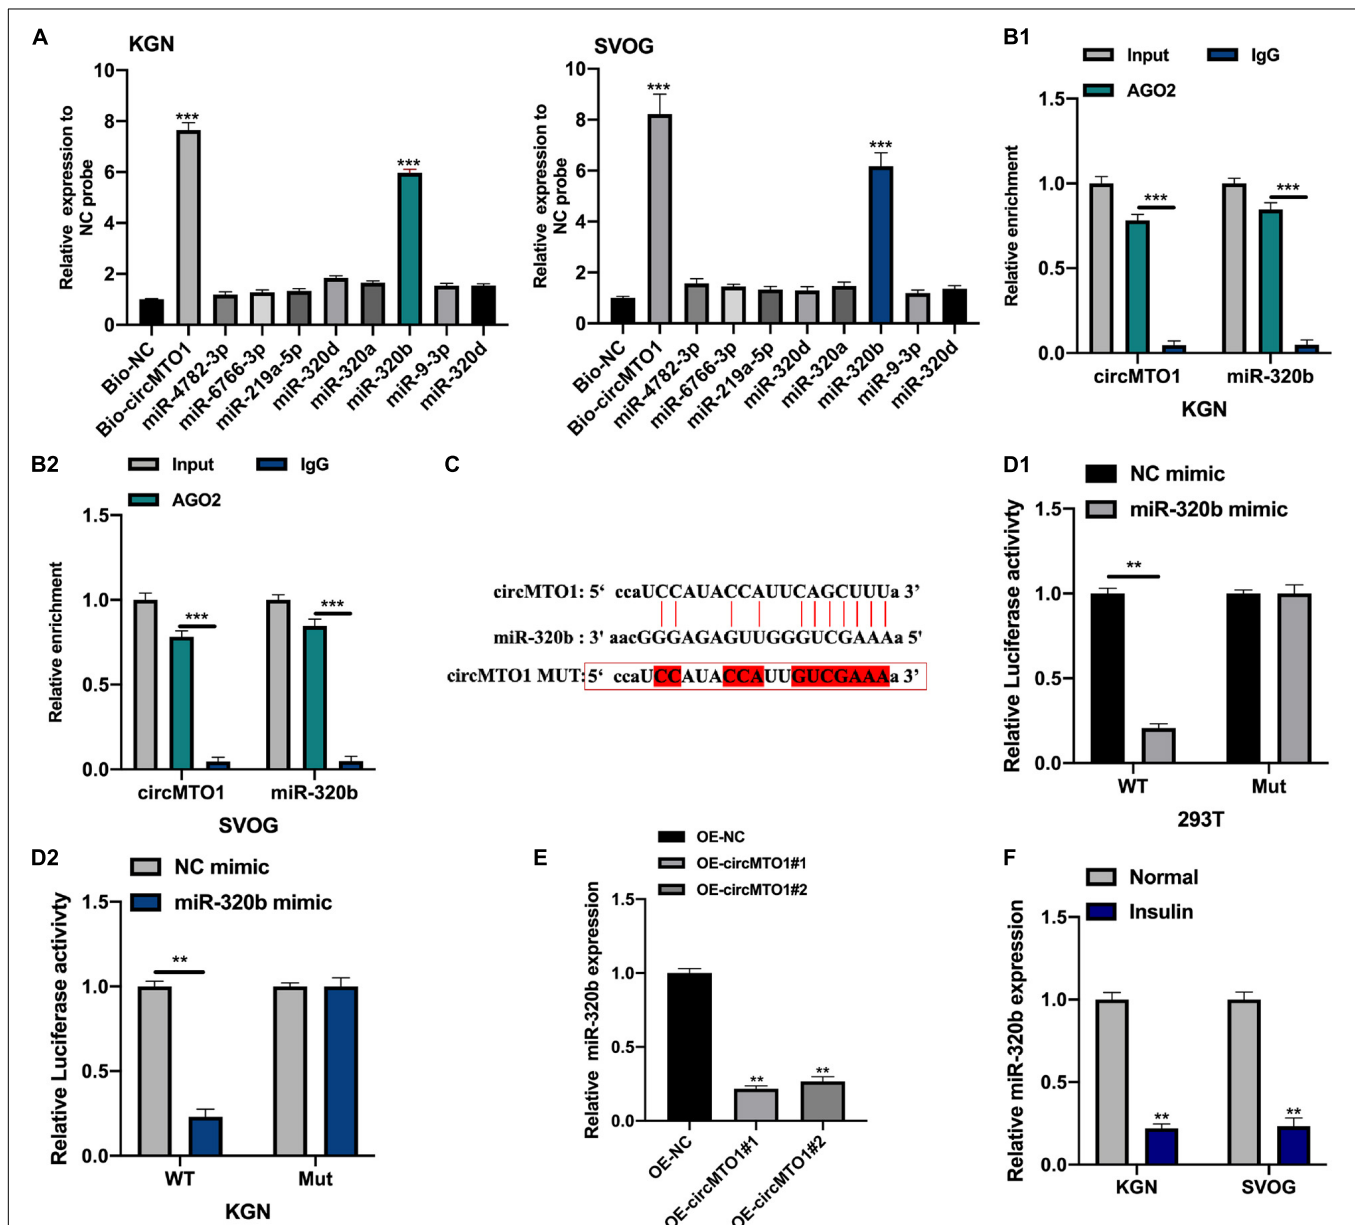 A
KGN
Relative expression to
NC probe
10
8
6
4
2
0
***
***
Bio-NC
Bio-circMTO1
miR-4782-3p
miR-6766-3p
miR-219a-5p
miR-320d
miR-320a
miR-320b
miR-9-3p
miR-320d
SVOG
Relative expression to
NC probe
10
8
6
4
2
0
***
***
Bio-NC
Bio-circMTO1
miR-4782-3p
miR-6766-3p
miR-219a-5p
miR-320d
miR-320a
miR-320b
miR-9-3p
miR-320d
B1
Input
IgG
AGO2
Relative enrichment
1.5
1.0
0.5
0.0
***
***
circMTO1
miR-320b
KGN
B2
Input
IgG
AGO2
Relative enrichment
1.5
1.0
0.5
0.0
***
***
circMTO1
miR-320b
SVOG
C
circMTO1: 5‘ ccaUCCAUACCAUUCAGCUUUa 3’
miR-320b : 3' aacGGGAGAGUUGGGUCGAAAa 5'
circMTO1 MUT:5‘ ccaUCCAUACCAUUGUCGAAAa 3’
D1
NC mimic
miR-320b mimic
Relative Luciferase activivty
1.5
1.0
0.5
0.0
**
WT
Mut
293T
D2
NC mimic
miR-320b mimic
Relative Luciferase activivty
1.5
1.0
0.5
0.0
**
WT
Mut
KGN
E
OE-NC
OE-circMTO1#1
OE-circMTO1#2
Relative miR-320b expression
1.5
1.0
0.5
0.0
**
**
OE-NC
OE-circMTO1#1
OE-circMTO1#2
F
Normal
Insulin
Relative miR-320b expression
1.5
1.0
0.5
0.0
**
**
KGN
SVOG